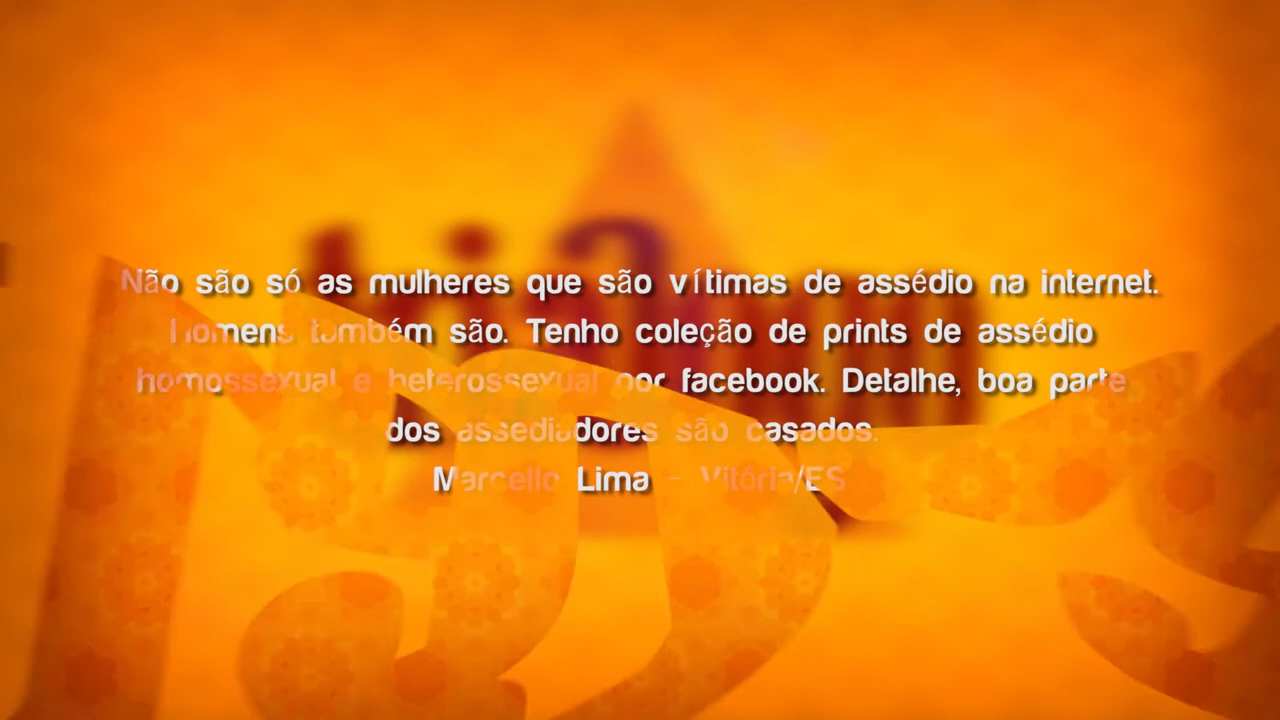 Não são só as mulheres que são vítimas de assédio na internet.
Homens também são. Tenho coleção de prints de assédio
homossexual e heterossexual por facebook. Detalhe, boa parte
dos assediadores são casados.
Marcello Lima - Vitória/ES